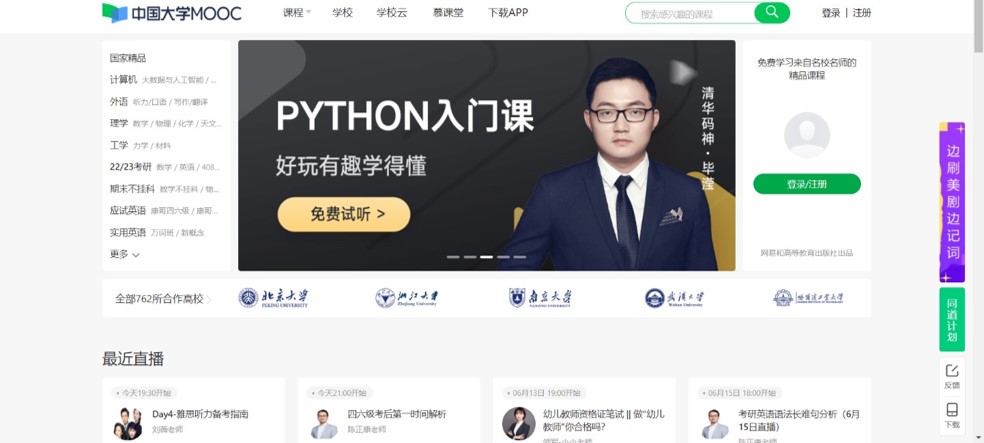 中国大学MOOC
课程
学校
学校云
慕课堂
下载APP
搜索感兴趣的课程
登录 | 注册
国家精品
计算机 大数据与人工智能 / ...
外语 听力/口语 / 写作/翻译
理学 数学 / 物理 / 化学 / 天文...
工学 力学 / 材料
22/23考研 数学 / 英语 / 408...
期末不挂科 数学不挂科 / 物...
应试英语 康哥四六级 / 康哥...
实用英语 万词班 / 新概念
更多
PYTHON入门课
好玩有趣学得懂
免费试听 >
清华码神·毕滢
免费学习来自名校名师的
精品课程
登录/注册
网易和高等教育出版社出品
边刷美剧边记词
同道计划
反馈
下载
全部762所合作高校
北京大学
PEKING UNIVERSITY
浙江大学
Zhejiang University
南京大学
NANJING UNIVERSITY
武汉大学
Wuhan University
哈尔滨工业大学
最近直播
今天19:30开始
Day4-雅思听力备考指南
刘薇老师
今天21:00开始
四六级考后第一时间解析
陈正康老师
06月13日 19:00开始
幼儿教师资格证笔试 || 做“幼儿
教师”你合格吗?
06月15日 18:00开始
考研英语语法长难句分析（6月
15日直播）
陈正康老师